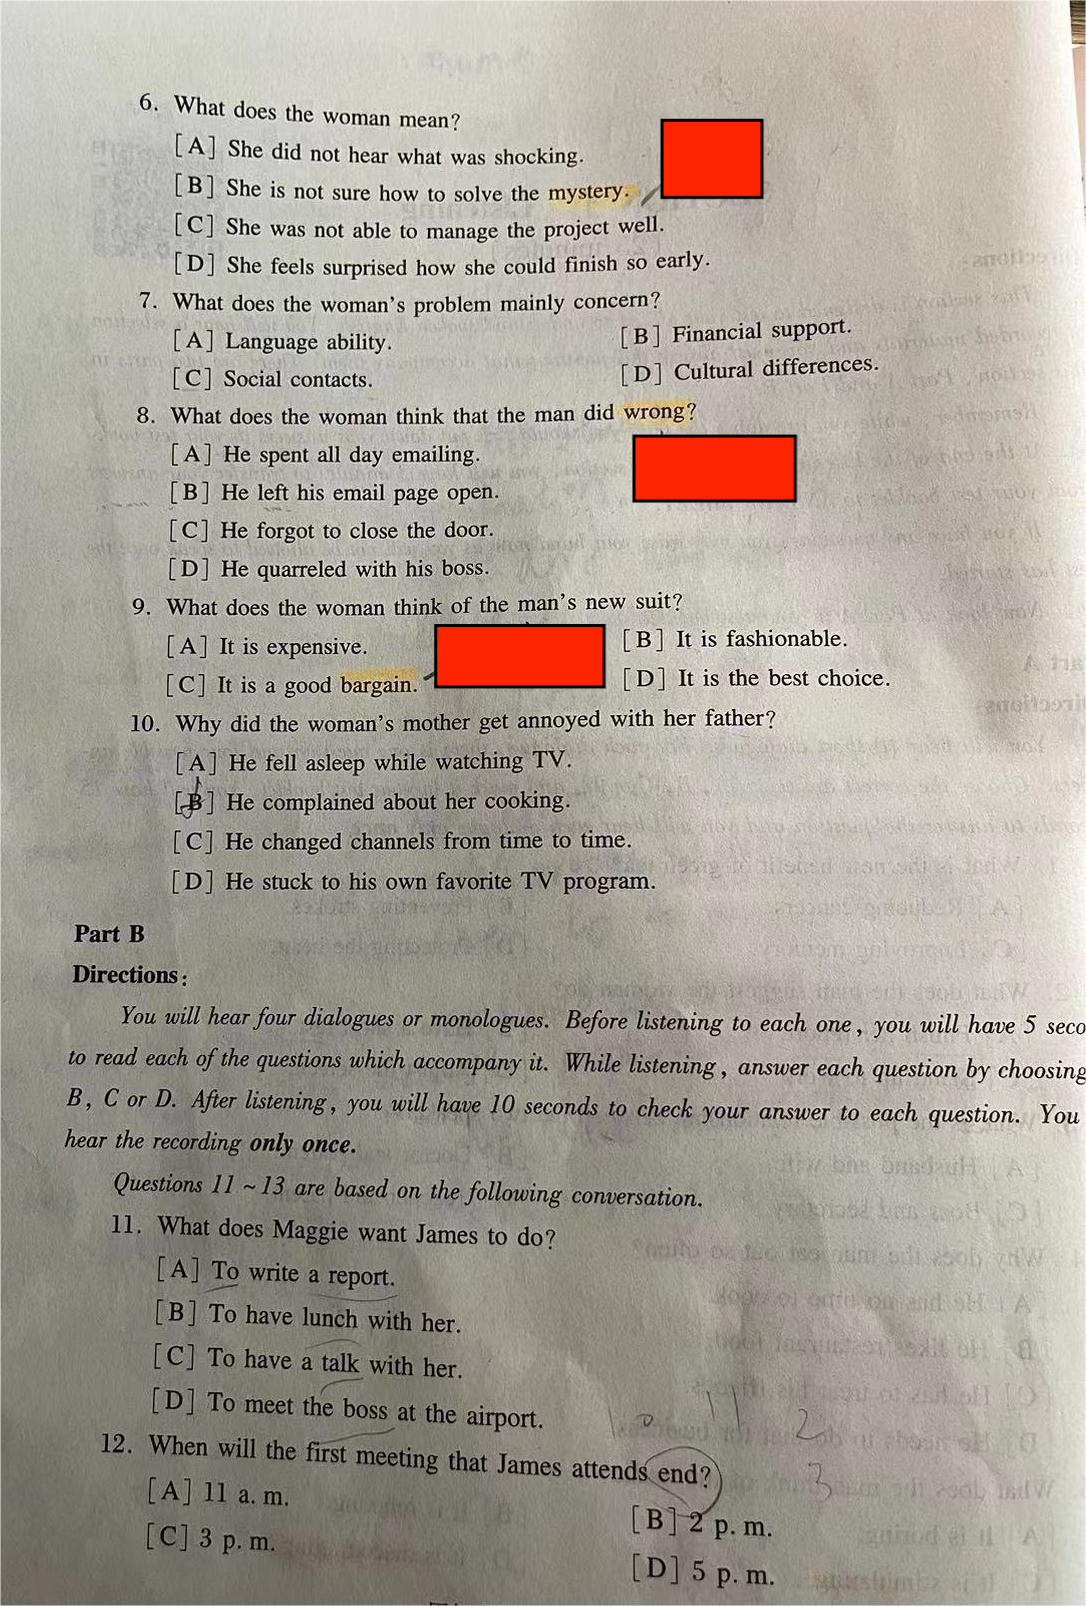 6. What does the woman mean?
[A] She did not hear what was shocking.
[B] She is not sure how to solve the mystery.
[C] She was not able to manage the project well.
[D] She feels surprised how she could finish so early.
7. What does the woman's problem mainly concern?
[A] Language ability. [B] Financial support.
[C] Social contacts. [D] Cultural differences.
8. What does the woman think that the man did wrong?
[A] He spent all day emailing.
[B] He left his email page open.
[C] He forgot to close the door.
[D] He quarreled with his boss.
9. What does the woman think of the man's new suit?
[A] It is expensive. [B] It is fashionable.
[C] It is a good bargain. [D] It is the best choice.
10. Why did the woman's mother get annoyed with her father?
[A] He fell asleep while watching TV.
[B] He complained about her cooking.
[C] He changed channels from time to time.
[D] He stuck to his own favorite TV program.
Part B
Directions:
You will hear four dialogues or monologues. Before listening to each one, you will have 5 seco
to read each of the questions which accompany it. While listening, answer each question by choosing
B, C or D. After listening, you will have 10 seconds to check your answer to each question. You
hear the recording only once.
Questions 11 ~ 13 are based on the following conversation.
11. What does Maggie want James to do?
[A] To write a report.
[B] To have lunch with her.
[C] To have a talk with her.
[D] To meet the boss at the airport.
10 11 2
12. When will the first meeting that James attends end?
3
[A] 11 a.m. [B] 2 p.m.
[C] 3 p.m. [D] 5 p.m.